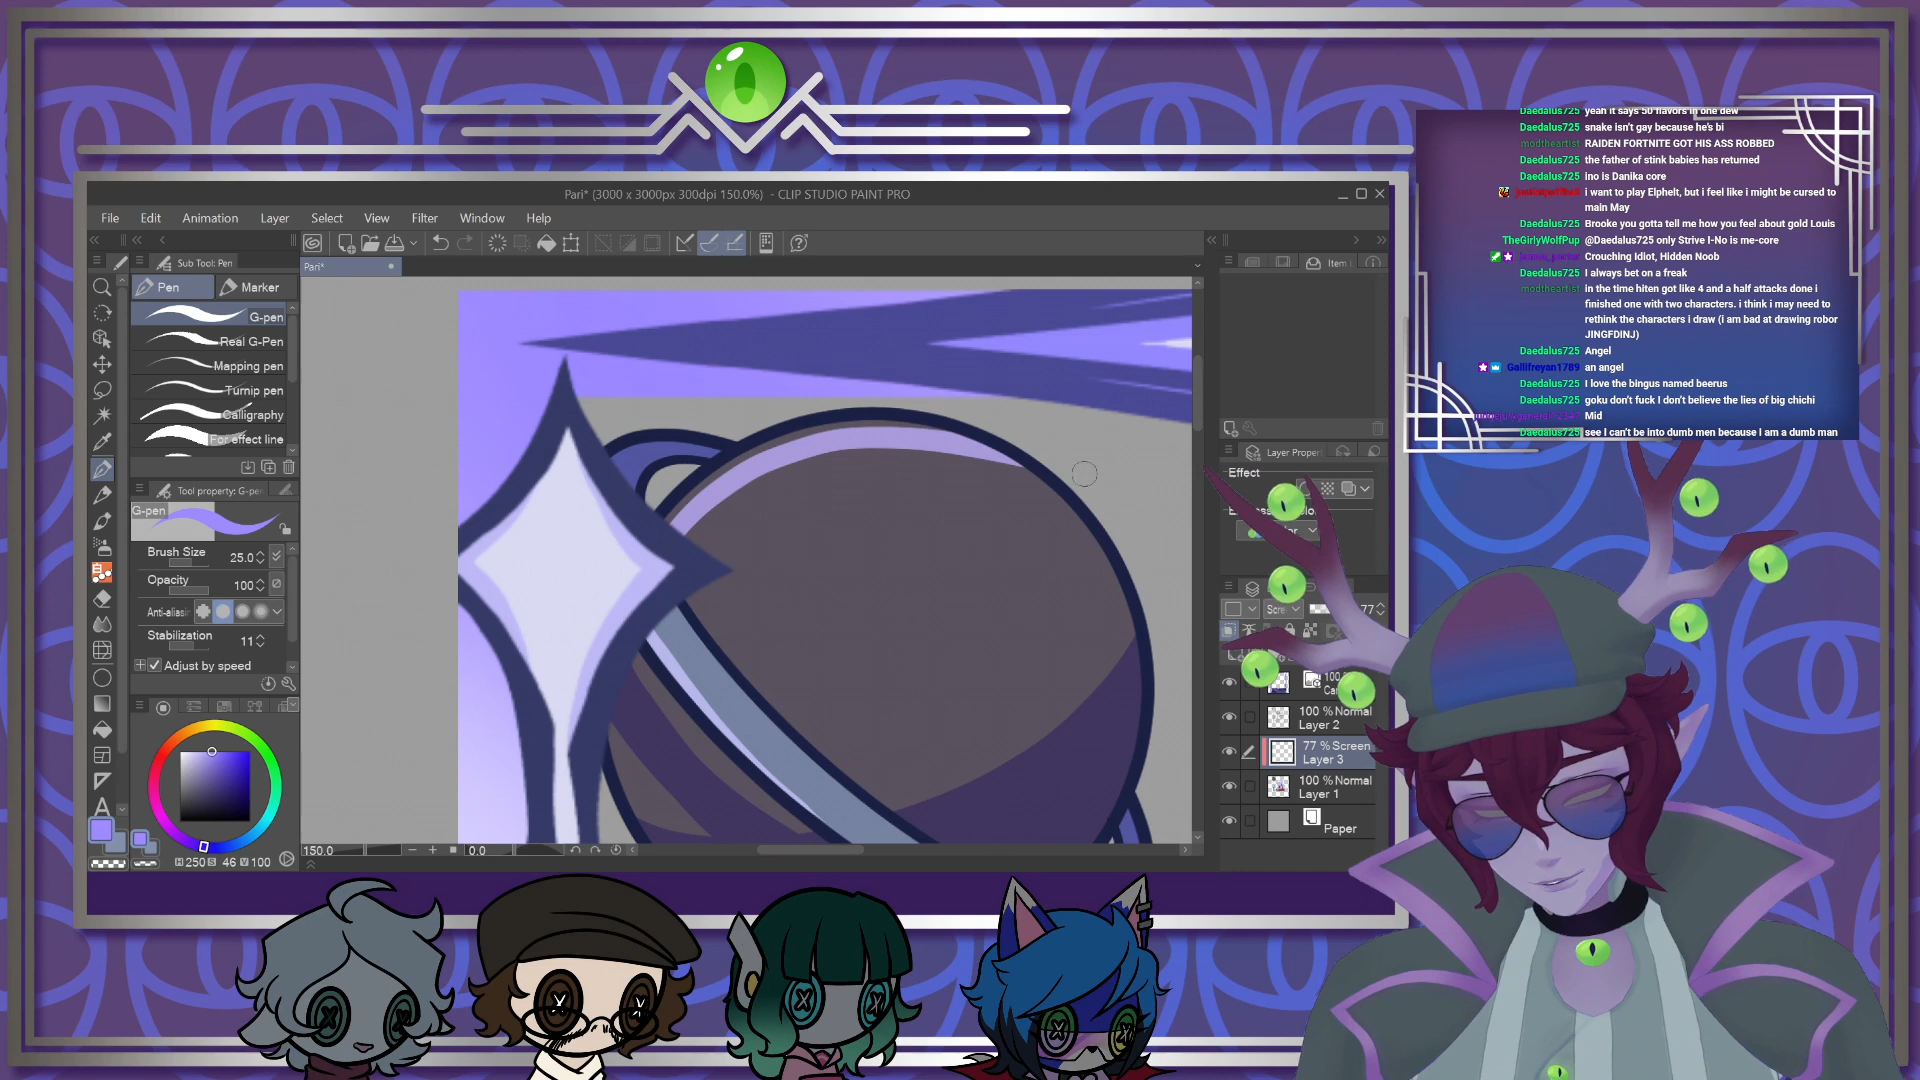 Pari* (3000 x 3000px 300dpi 150.0%) - CLIP STUDIO PAINT PRO
File Edit Animation Layer Select View Filter Window Help
Sub Tool: Pen
Pari*
Pen
Marker
G-pen
Real G-Pen
Mapping pen
Turnip pen
Calligraphy
For effect line
Tool property: G-pen
G-pen
Brush Size 25.0
Opacity 100
Anti-alias
Stabilization 11
Adjust by speed
H 250 S 46 V 100
150.0
0.0
Item
Layer Proper
Effect
77
100
100 % Normal
Layer 2
77 % Screen
Layer 3
100 % Normal
Layer 1
Paper
Daedalus725 yeah it says 50 flavors in one dew
Daedalus725 snake isn't gay because he's bi
modtheartist RAIDEN FORTNITE GOT HIS ASS ROBBED
Daedalus725 the father of stink babies has returned
Daedalus725 Ino is Danika core
i want to play Elphelt, but i feel like i might be cursed to
main May
Daedalus725 Brooke you gotta tell me how you feel about gold Louis
TheGirlyWolfPup @Daedalus725 only Strive I-No is me-core
Crouching Idiot, Hidden Noob
Daedalus725 I always bet on a freak
modtheartist in the time hiten got like 4 and a half attacks done i
finished one with two characters. i think i may need to
rethink the characters i draw (i am bad at drawing robor
JINGFDINJ)
Daedalus725 Angel
Gallifreyan1789 an angel
Daedalus725 I love the bingus named beerus
Daedalus725 goku don't fuck I don't believe the lies of big chichi
Mid
Daedalus725 see I can't be into dumb men because I am a dumb man